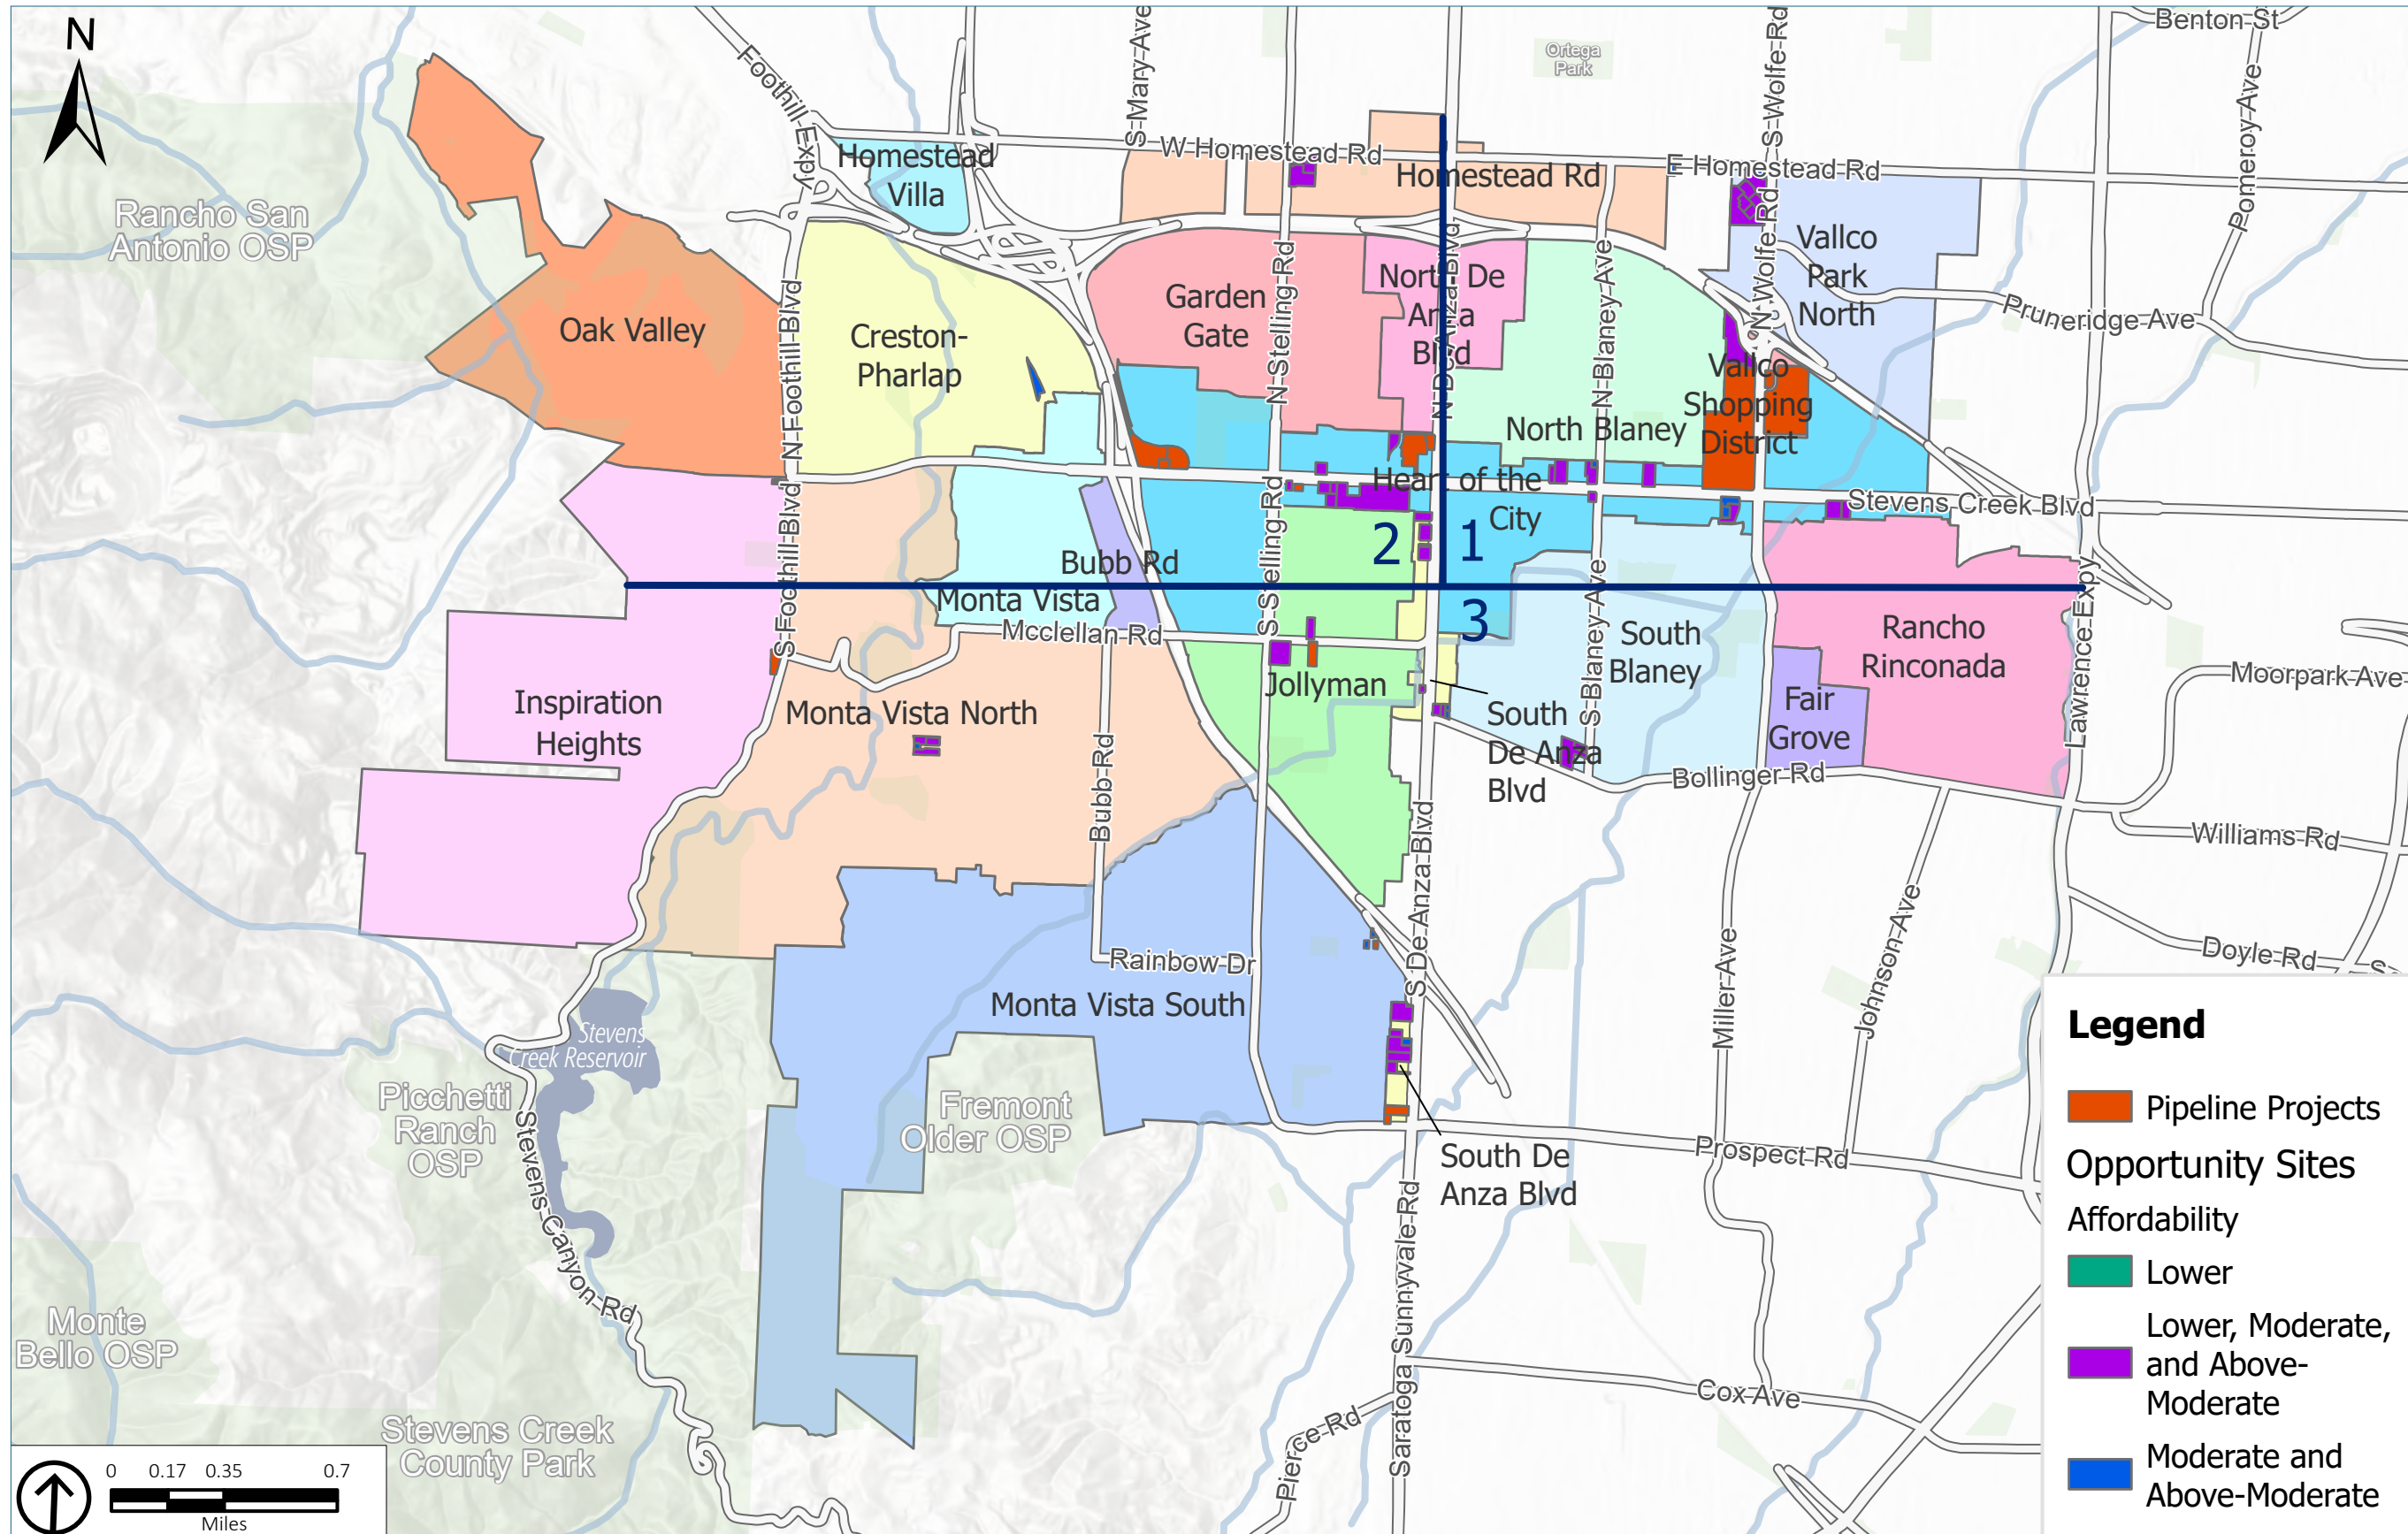 N
Benton St
Foothill Expy
S Mary Ave
Ortega
Park
S Wolfe Rd
Pomeroy Ave
W Homestead Rd
Homestead
Villa
Homestead Rd
E Homestead Rd
Rancho San
Antonio OSP
Vallco
Park
North
Garden
Gate
N Stelling Rd
North De
Anza
Blvd
N De Anza Blvd
N Blaney Ave
N Wolfe Rd
Pruneridge Ave
Oak Valley
N Foothill Blvd
Creston-
Pharlap
Vallco
Shopping
District
North Blaney
Heart of the
City
Stevens Creek Blvd
2
1
3
S Foothill Blvd
Bubb Rd
Monta Vista
Mcclellan Rd
S Stelling Rd
S Blaney Ave
South
Blaney
Rancho
Rinconada
Lawrence Expy
Moorpark Ave
Inspiration
Heights
Monta Vista North
Jollyman
South
De Anza
Blvd
Fair
Grove
Bollinger Rd
Bubb Rd
S De Anza Blvd
Williams Rd
Miller Ave
Johnson Ave
Doyle Rd
S
Rainbow Dr
Monta Vista South
Stevens
Creek Reservoir
Picchetti
Ranch
OSP
Fremont
Older OSP
South De
Anza Blvd
Prospect Rd
Stevens Canyon Rd
Saratoga Sunnyvale Rd
Monte
Bello OSP
Stevens Creek
County Park
Pierce Rd
Cox Ave
Legend
Pipeline Projects
Opportunity Sites
Affordability
Lower
Lower, Moderate,
and Above-
Moderate
Moderate and
Above-Moderate
0 0.17 0.35 0.7
Miles